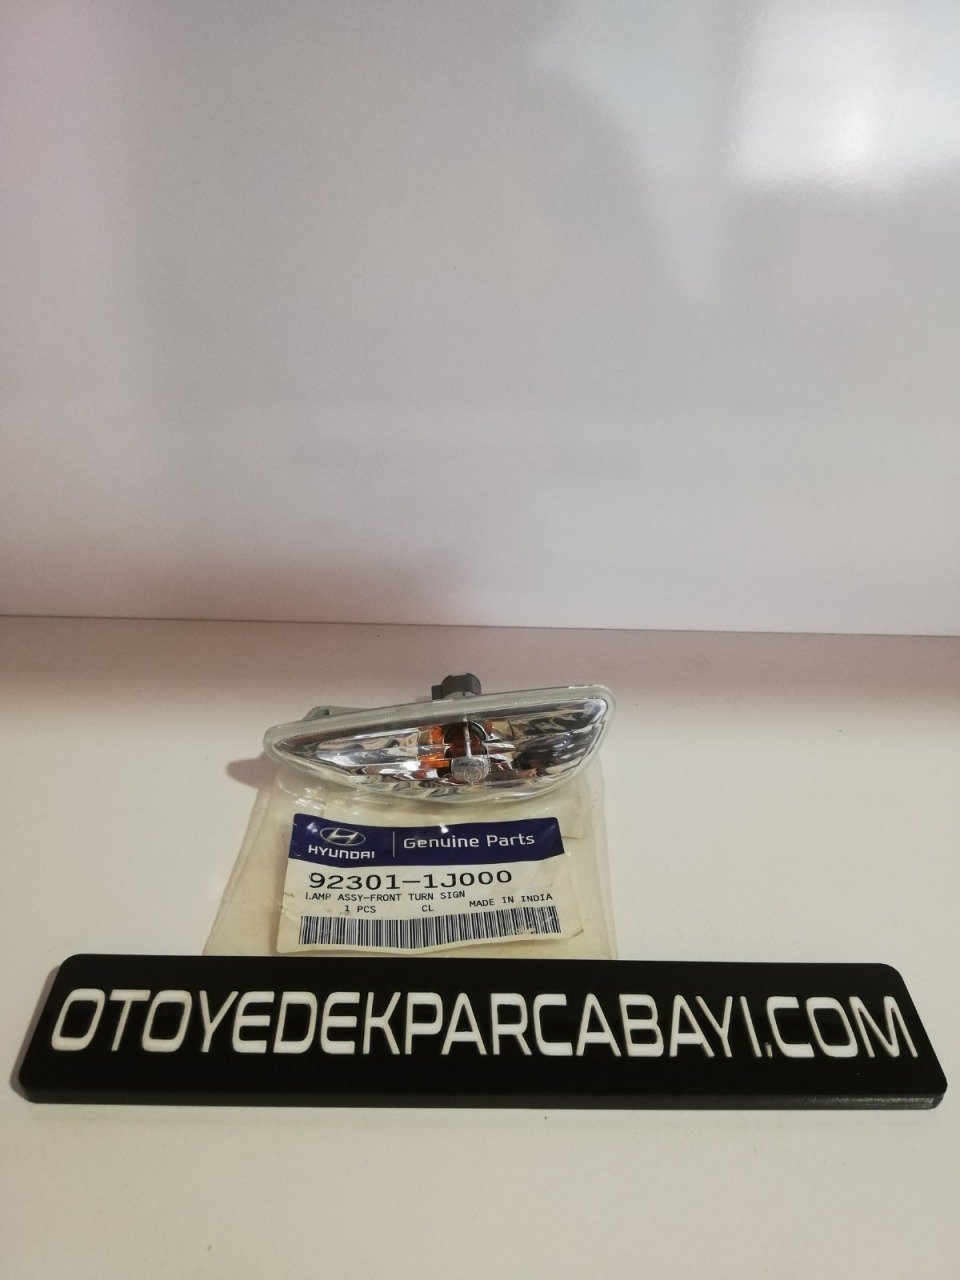 HYUNDAI
Genuine Parts
92301-1J000
LAMP ASSY-FRONT TURN SIGN
1 PCS CL MADE IN INDIA
OTOYEDEKPARCABAYI.COM